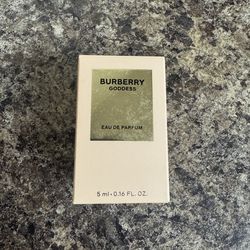 BURBERRY
GODDESS
EAU DE PARFUM
5 ml - 0.16 FL. OZ.